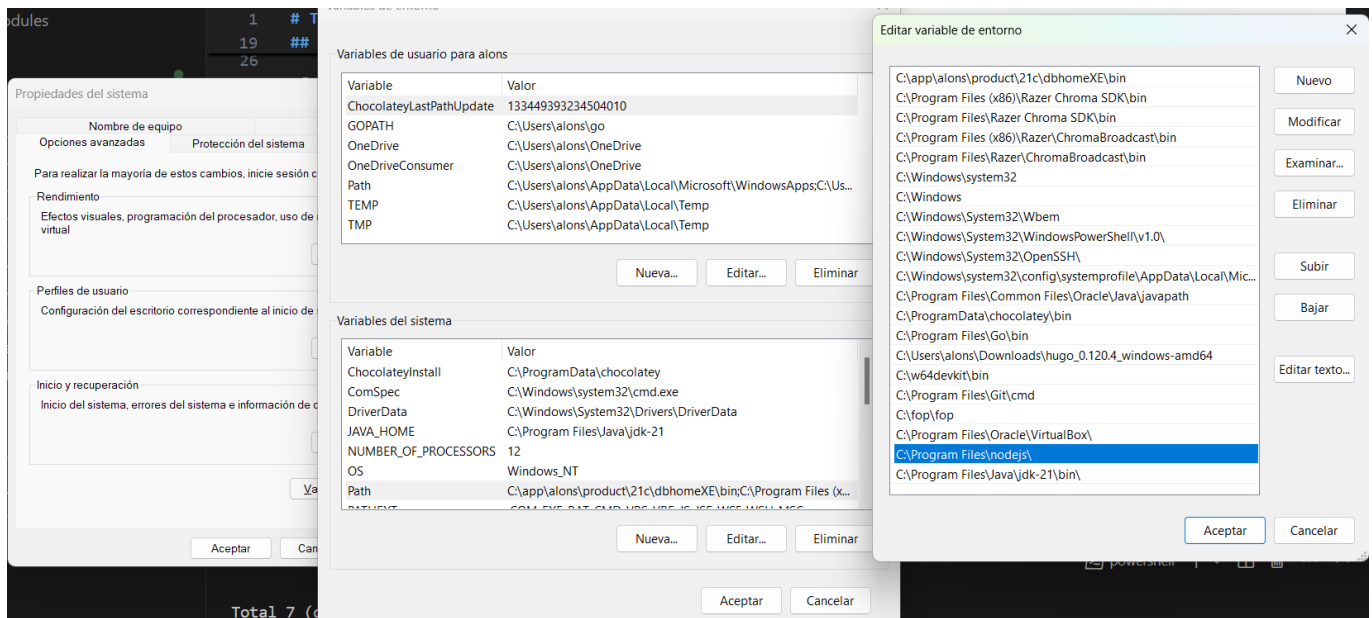 odules
1 # T
19 ##
26
Propiedades del sistema
Nombre de equipo
Opciones avanzadas Protección del sistema
Para realizar la mayoría de estos cambios, inicie sesión c
Rendimiento
Efectos visuales, programación del procesador, uso de
virtual
Perfiles de usuario
Configuración del escritorio correspondiente al inicio de
Inicio y recuperación
Inicio del sistema, errores del sistema e información de
Va
Aceptar Can
Total 7 (
Variables de entorno
Variables de usuario para alons
Variable Valor
ChocolateyLastPathUpdate 133449393234504010
GOPATH C:\Users\alons\go
OneDrive C:\Users\alons\OneDrive
OneDriveConsumer C:\Users\alons\OneDrive
Path C:\Users\alons\AppData\Local\Microsoft\WindowsApps;C:\Us...
TEMP C:\Users\alons\AppData\Local\Temp
TMP C:\Users\alons\AppData\Local\Temp
Nueva... Editar... Eliminar
Variables del sistema
Variable Valor
ChocolateyInstall C:\ProgramData\chocolatey
ComSpec C:\Windows\system32\cmd.exe
DriverData C:\Windows\System32\Drivers\DriverData
JAVA_HOME C:\Program Files\Java\jdk-21
NUMBER_OF_PROCESSORS 12
OS Windows_NT
Path C:\app\alons\product\21c\dbhomeXE\bin;C:\Program Files (x...
Nueva... Editar... Eliminar
Aceptar Cancelar
Editar variable de entorno
C:\app\alons\product\21c\dbhomeXE\bin
C:\Program Files (x86)\Razer Chroma SDK\bin
C:\Program Files\Razer Chroma SDK\bin
C:\Program Files (x86)\Razer\ChromaBroadcast\bin
C:\Program Files\Razer\ChromaBroadcast\bin
C:\Windows\system32
C:\Windows
C:\Windows\System32\Wbem
C:\Windows\System32\WindowsPowerShell\v1.0\
C:\Windows\System32\OpenSSH\
C:\Windows\system32\config\systemprofile\AppData\Local\Mic...
C:\Program Files\Common Files\Oracle\Java\javapath
C:\ProgramData\chocolatey\bin
C:\Program Files\Go\bin
C:\Users\alons\Downloads\hugo_0.120.4_windows-amd64
C:\w64devkit\bin
C:\Program Files\Git\cmd
C:\fop\fop
C:\Program Files\Oracle\VirtualBox\
C:\Program Files\nodejs\
C:\Program Files\Java\jdk-21\bin\
Nuevo
Modificar
Examinar...
Eliminar
Subir
Bajar
Editar texto...
Aceptar Cancelar
powershell